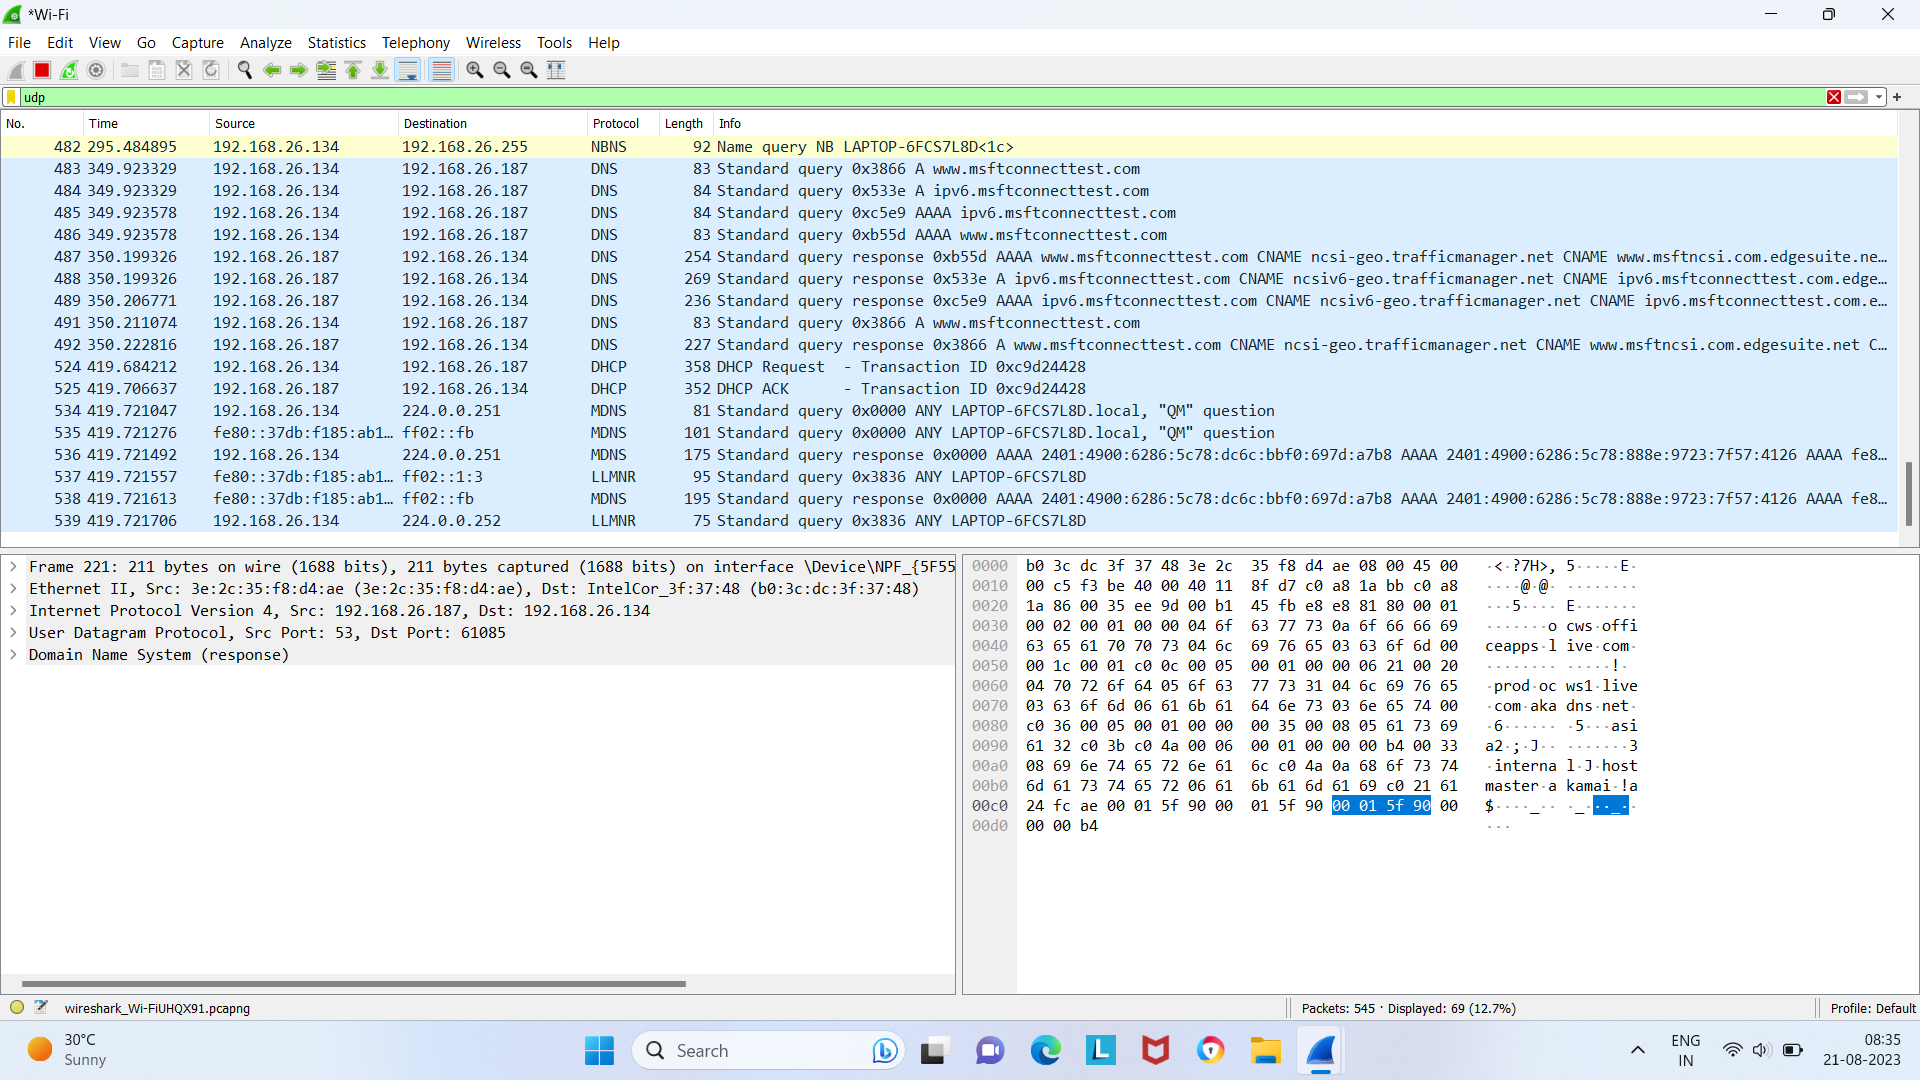 *Wi-Fi
File Edit View Go Capture Analyze Statistics Telephony Wireless Tools Help
udp
No. Time Source Destination Protocol Length Info
482 295.484895 192.168.26.134 192.168.26.255 NBNS 92 Name query NB LAPTOP-6FCS7L8D<1c>
483 349.923329 192.168.26.134 192.168.26.187 DNS 83 Standard query 0x3866 A www.msftconnecttest.com
484 349.923329 192.168.26.134 192.168.26.187 DNS 84 Standard query 0x533e A ipv6.msftconnecttest.com
485 349.923578 192.168.26.134 192.168.26.187 DNS 84 Standard query 0xc5e9 AAAA ipv6.msftconnecttest.com
486 349.923578 192.168.26.134 192.168.26.187 DNS 83 Standard query 0xb55d AAAA www.msftconnecttest.com
487 350.199326 192.168.26.187 192.168.26.134 DNS 254 Standard query response 0xb55d AAAA www.msftconnecttest.com CNAME ncsi-geo.trafficmanager.net CNAME www.msftncsi.com.edgesuite.ne…
488 350.199326 192.168.26.187 192.168.26.134 DNS 269 Standard query response 0x533e A ipv6.msftconnecttest.com CNAME ncsiv6-geo.trafficmanager.net CNAME ipv6.msftncsi.com.edge…
489 350.206771 192.168.26.187 192.168.26.134 DNS 236 Standard query response 0xc5e9 AAAA ipv6.msftconnecttest.com CNAME ncsiv6-geo.trafficmanager.net CNAME ipv6.msftncsi.com.e…
491 350.211074 192.168.26.134 192.168.26.187 DNS 83 Standard query 0x3866 A www.msftconnecttest.com
492 350.222816 192.168.26.187 192.168.26.134 DNS 227 Standard query response 0x3866 A www.msftconnecttest.com CNAME ncsi-geo.trafficmanager.net CNAME www.msftncsi.com.edgesuite.net C…
524 419.684212 192.168.26.134 192.168.26.187 DHCP 358 DHCP Request - Transaction ID 0xc9d24428
525 419.706637 192.168.26.187 192.168.26.134 DHCP 352 DHCP ACK - Transaction ID 0xc9d24428
534 419.721047 192.168.26.134 224.0.0.251 MDNS 81 Standard query 0x0000 ANY LAPTOP-6FCS7L8D.local, "QM" question
535 419.721276 fe80::37db:f185:ab1… ff02::fb MDNS 101 Standard query 0x0000 ANY LAPTOP-6FCS7L8D.local, "QM" question
536 419.721492 192.168.26.134 224.0.0.251 MDNS 175 Standard query response 0x0000 AAAA 2401:4900:6286:5c78:dc6c:bbf0:697d:a7b8 AAAA 2401:4900:6286:5c78:888e:9723:7f57:4126 AAAA fe8…
537 419.721557 fe80::37db:f185:ab1… ff02::1:3 LLMNR 95 Standard query 0x3836 ANY LAPTOP-6FCS7L8D
538 419.721613 fe80::37db:f185:ab1… ff02::fb MDNS 195 Standard query response 0x0000 AAAA 2401:4900:6286:5c78:dc6c:bbf0:697d:a7b8 AAAA 2401:4900:6286:5c78:888e:9723:7f57:4126 AAAA fe8…
539 419.721706 192.168.26.134 224.0.0.252 LLMNR 75 Standard query 0x3836 ANY LAPTOP-6FCS7L8D
Frame 221: 211 bytes on wire (1688 bits), 211 bytes captured (1688 bits) on interface \Device\NPF_{5F55
Ethernet II, Src: 3e:2c:35:f8:d4:ae (3e:2c:35:f8:d4:ae), Dst: IntelCor_3f:37:48 (b0:3c:dc:3f:37:48)
Internet Protocol Version 4, Src: 192.168.26.187, Dst: 192.168.26.134
User Datagram Protocol, Src Port: 53, Dst Port: 61085
Domain Name System (response)
0000 b0 3c dc 3f 37 48 3e 2c 35 f8 d4 ae 08 00 45 00 ·<·?7H>, 5·····E·
0010 00 c5 f3 be 40 00 40 11 8f d7 c0 a8 1a bb c0 a8 ····@·@· ········
0020 1a 86 00 35 ee 9d 00 b1 45 fb e8 e8 81 80 00 01 ···5···· E·······
0030 00 02 00 01 00 00 04 6f 63 77 73 0a 6f 66 66 69 ·······o cws·offi
0040 63 65 61 70 70 73 04 6c 69 76 65 03 63 6f 6d 00 ceapps·l ive·com·
0050 00 1c 00 01 c0 0c 00 05 00 01 00 00 06 21 00 20 ········ ·····!·
0060 04 70 72 6f 64 05 6f 63 77 73 31 04 6c 69 76 65 ·prod·oc ws1·live
0070 03 63 6f 6d 06 61 6b 61 64 6e 73 03 6e 65 74 00 ·com·aka dns·net·
0080 c0 36 00 05 00 01 00 00 00 35 00 08 05 61 73 69 ·6······ ·5···asi
0090 61 32 c0 3b c0 4a 00 06 00 01 00 00 00 b4 00 33 a2·;·J·· ·······3
00a0 08 69 6e 74 65 72 6e 61 6c c0 4a 0a 68 6f 73 74 ·interna l·J·host
00b0 6d 61 73 74 65 72 06 61 6b 61 6d 61 69 c0 21 61 master·a kamai·!a
00c0 24 fc ae 00 01 5f 90 00 01 5f 90 00 01 5f 90 00 $····_·· ·_···_··
00d0 00 00 b4 ···
wireshark_Wi-FiUHQX91.pcapng Packets: 545 · Displayed: 69 (12.7%) Profile: Default
30°C
Sunny
Search
ENG
IN
08:35
21-08-2023